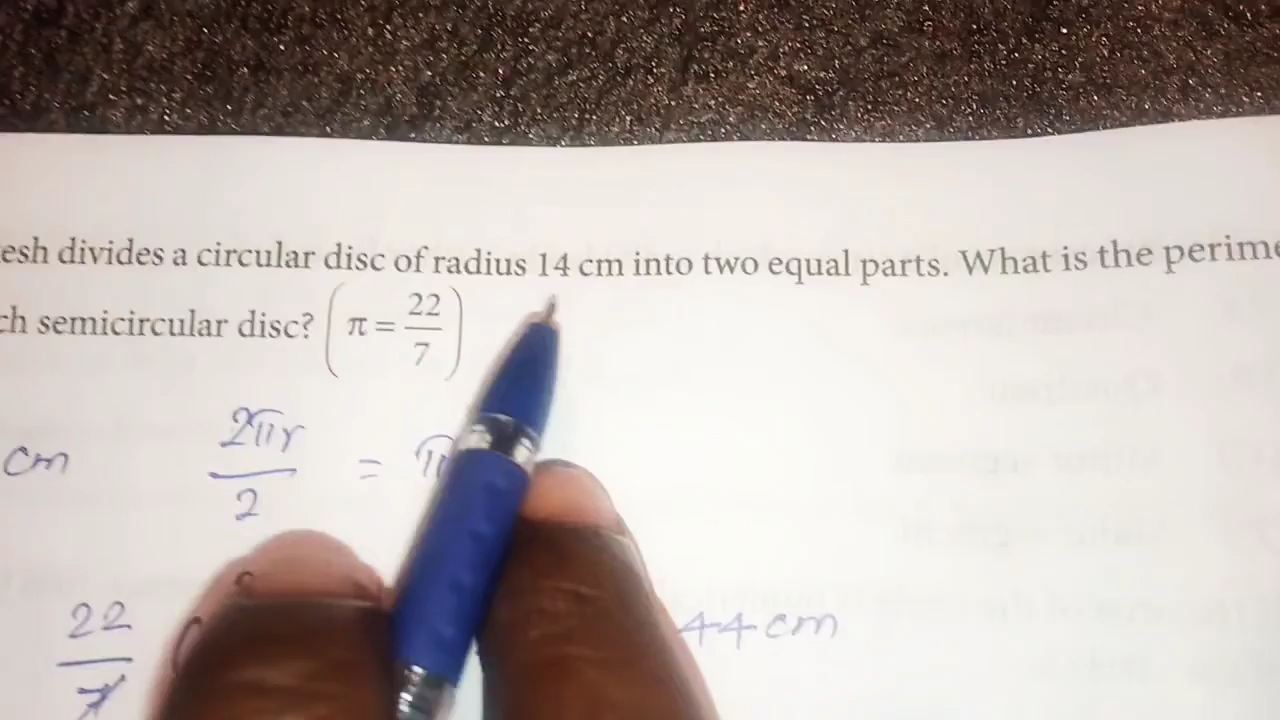 esh divides a circular disc of radius 14 cm into two equal parts. What is the perime
ch semicircular disc? (π = 22/7)
cm 2πr/2 = π
22/7 44 cm